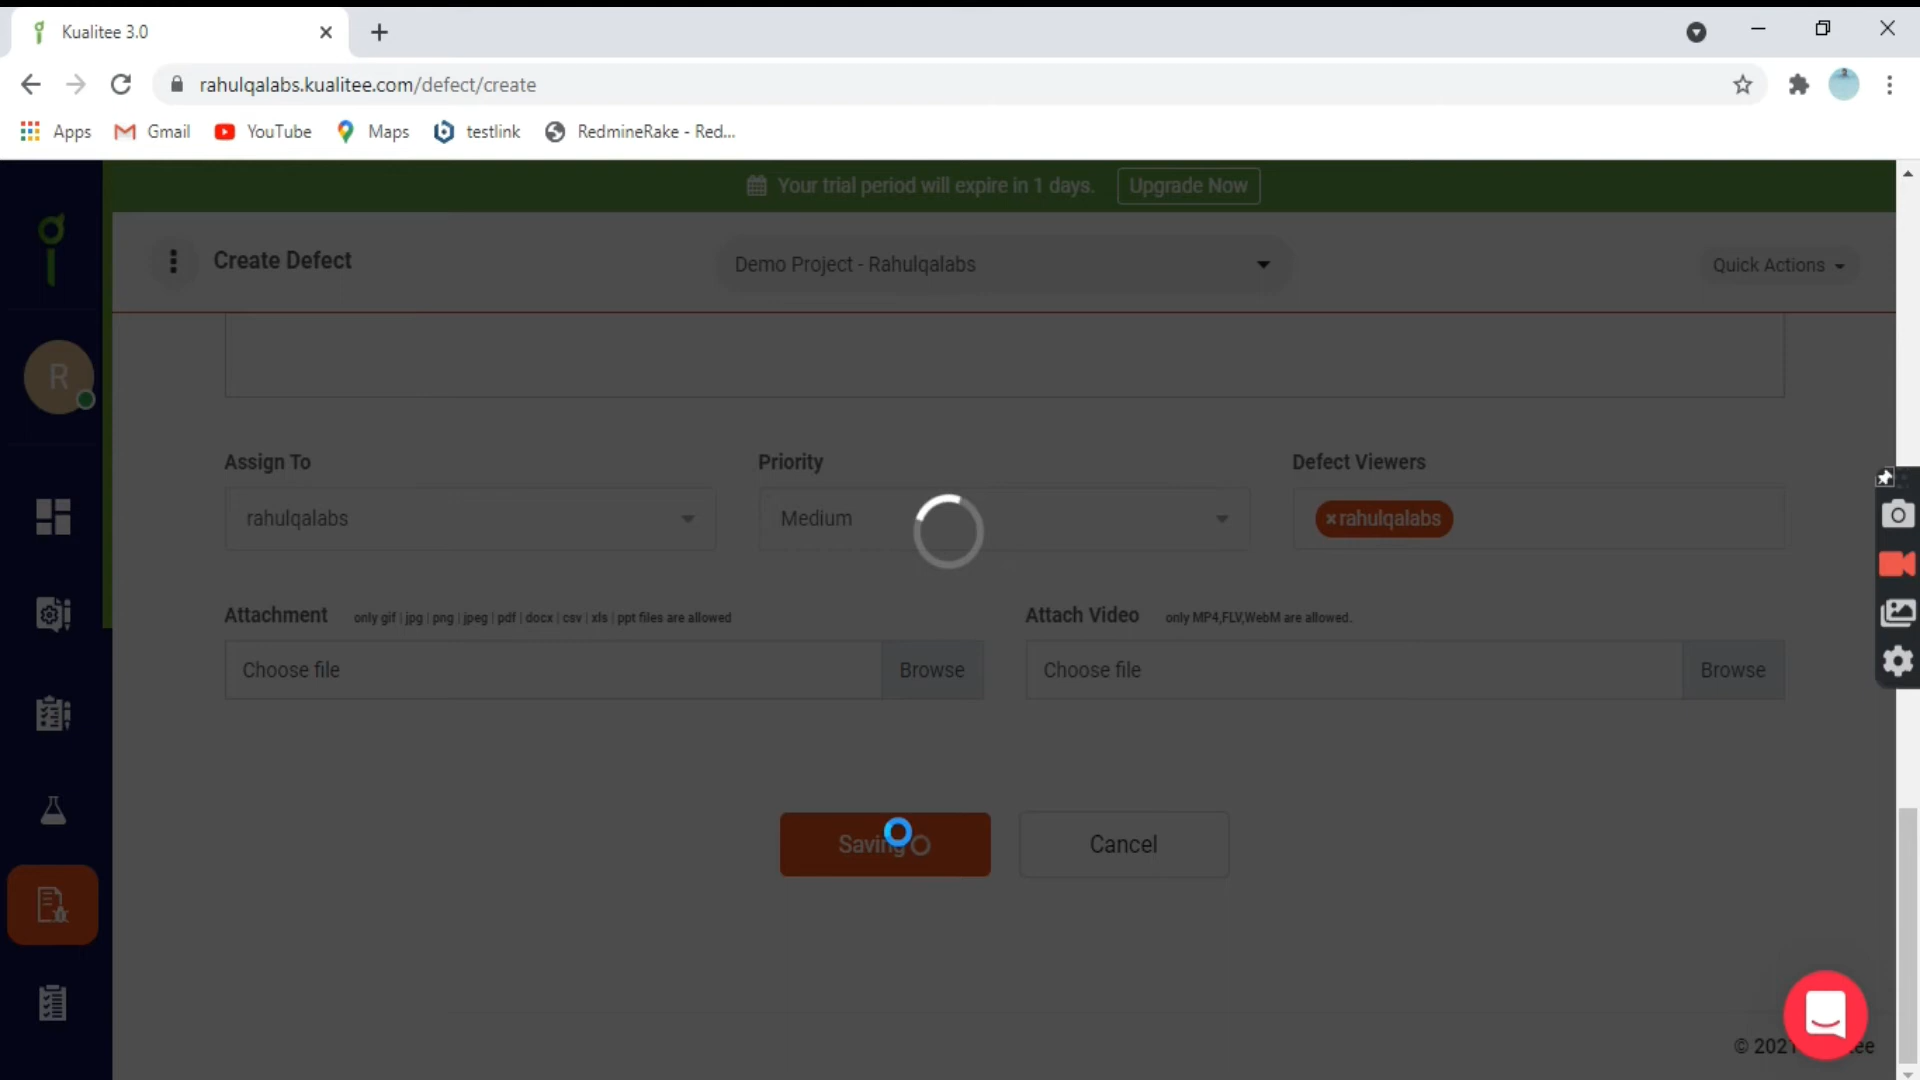 Kualitee 3.0
rahulqalabs.kualitee.com/defect/create
Apps Gmail YouTube Maps testlink RedmineRake - Red...
Your trial period will expire in 1 days. Upgrade Now
Create Defect Demo Project - Rahulqalabs Quick Actions
R
Assign To Priority Defect Viewers
rahulqalabs Medium ×rahulqalabs
Attachment only gif | jpg | png | jpeg | pdf | docx | csv | xls | ppt files are allowed Attach Video only MP4,FLV,WebM are allowed.
Choose file Browse Choose file Browse
Saving Cancel
© 2021